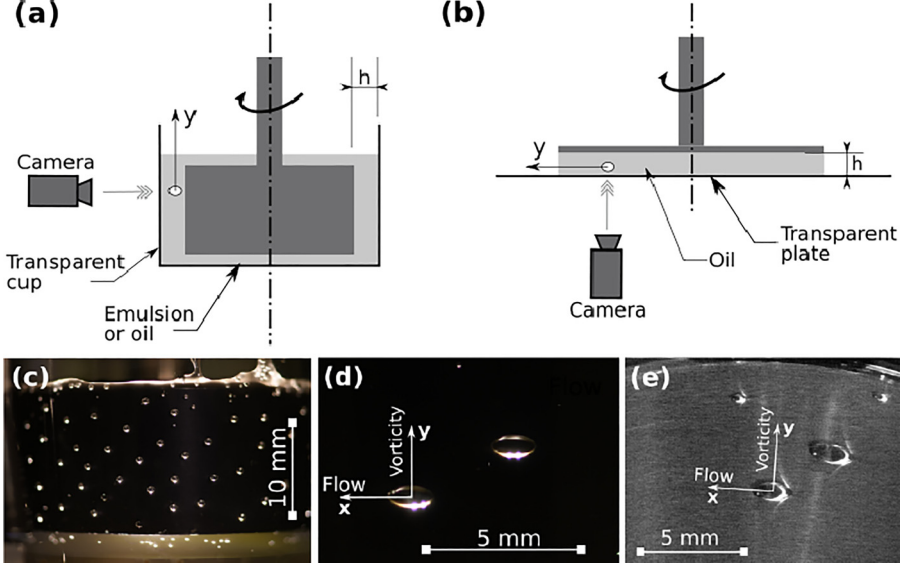 (a)
h
y
Camera
Transparent
cup
Emulsion
or oil
(b)
y
h
Transparent
plate
Oil
Camera
(c)
10 mm
(d)
Flow
Vorticity
y
Flow
x
5 mm
(e)
Vorticity
y
Flow
x
5 mm